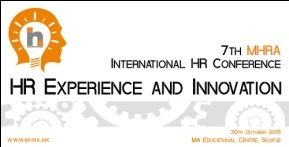 h
7th MHRA
International HR Conference
HR Experience and Innovation
30th October, 2015
www.mhra.mk
M6 Educational Centre, Skopje